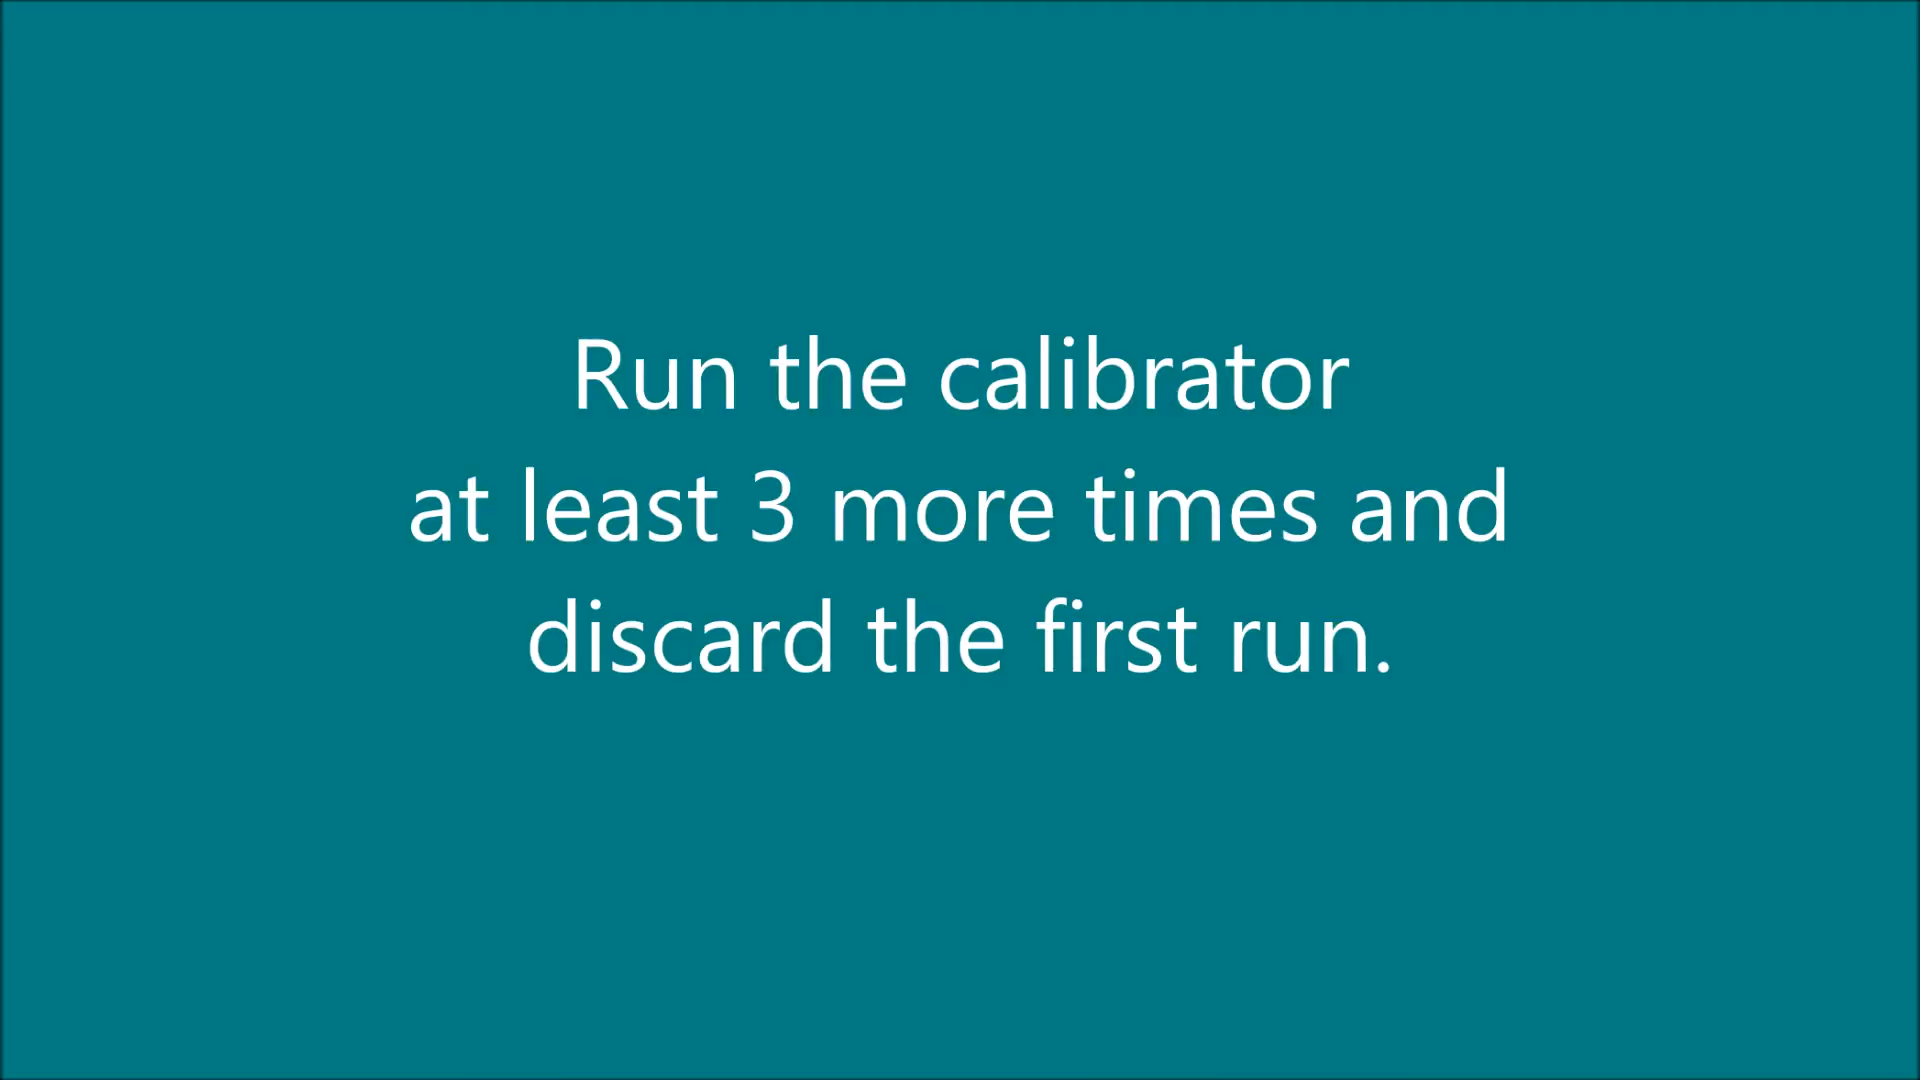 Run the calibrator
at least 3 more times and
discard the first run.